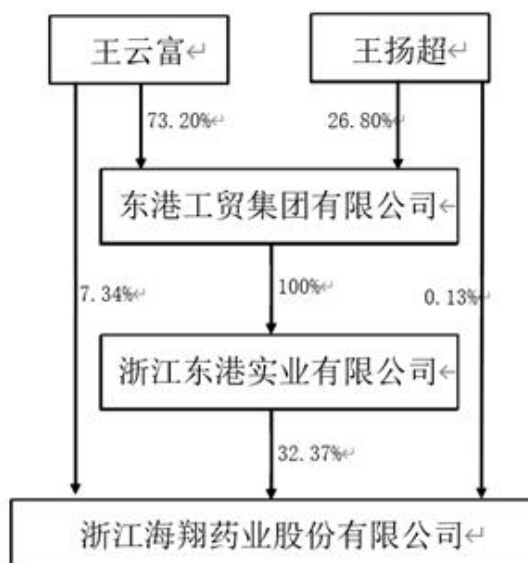 王云富
王扬超
73.20%
26.80%
东港工贸集团有限公司
7.34%
100%
0.13%
浙江东港实业有限公司
32.37%
浙江海翔药业股份有限公司